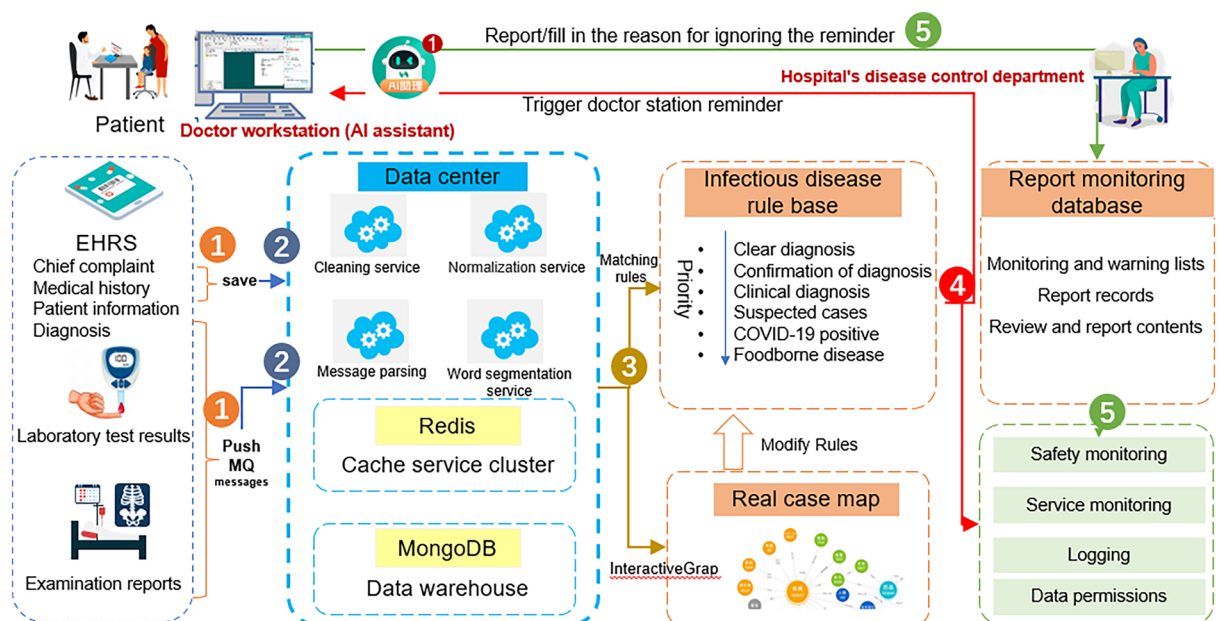 Report/fill in the reason for ignoring the reminder
5
1
AI助理
Hospital's disease control department
Trigger doctor station reminder
Patient
Doctor workstation (AI assistant)
EHRS
Chief complaint
Medical history
Patient information
Diagnosis
1
save
2
Laboratory test results
1
Push
MQ
messages
2
Examination reports
Data center
Cleaning service
Normalization service
Message parsing
Word segmentation
service
Redis
Cache service cluster
MongoDB
Data warehouse
3
Matching
rules
InteractiveGrap
Infectious disease
rule base
Priority
• Clear diagnosis
• Confirmation of diagnosis
• Clinical diagnosis
• Suspected cases
• COVID-19 positive
• Foodborne disease
Modify Rules
Real case map
4
Report monitoring
database
Monitoring and warning lists
Report records
Review and report contents
5
Safety monitoring
Service monitoring
Logging
Data permissions